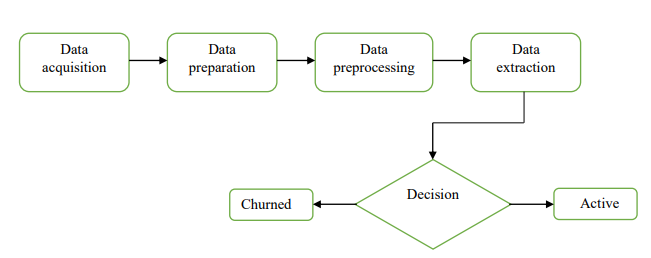 Data
acquisition
Data
preparation
Data
preprocessing
Data
extraction
Decision
Churned
Active